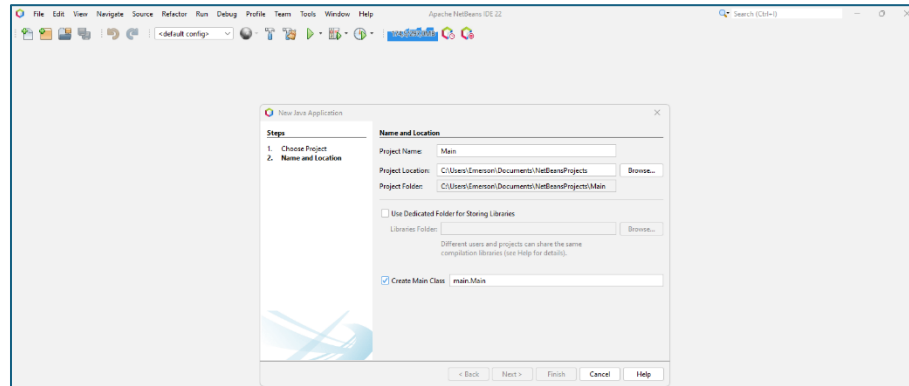 File Edit View Navigate Source Refactor Run Debug Profile Team Tools Window Help Apache NetBeans IDE 22 Search (Ctrl+I)
<default config>
New Java Application
Steps
1. Choose Project
2. Name and Location
Name and Location
Project Name: Main
Project Location: C:\Users\Emerson\Documents\NetBeansProjects Browse...
Project Folder: C:\Users\Emerson\Documents\NetBeansProjects\Main
Use Dedicated Folder for Storing Libraries
Libraries Folder: Browse...
Different users and projects can share the same
compilation libraries (see Help for details).
Create Main Class main.Main
< Back Next > Finish Cancel Help